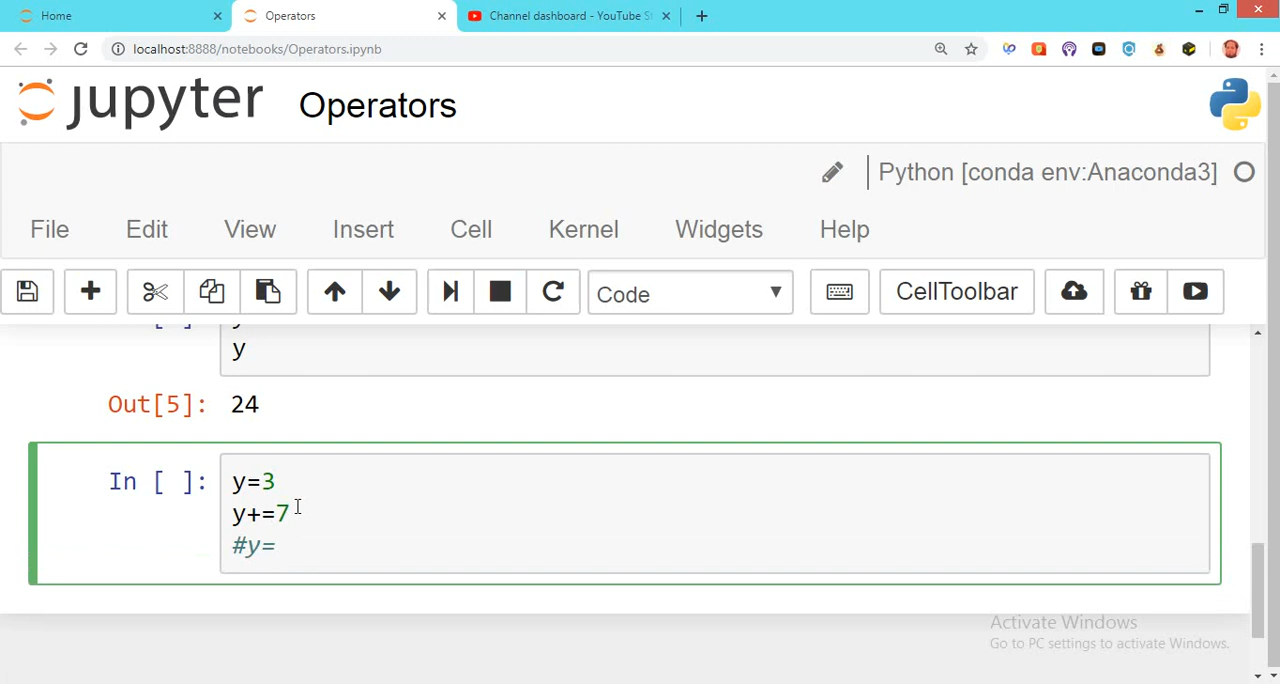 Home
Operators
Channel dashboard - YouTube St
localhost:8888/notebooks/Operators.ipynb
jupyter Operators
Python [conda env:Anaconda3]
File Edit View Insert Cell Kernel Widgets Help
Code CellToolbar
y
Out[5]: 24
In [ ]: y=3
y+=7
#y=
Activate Windows
Go to PC settings to activate Windows.